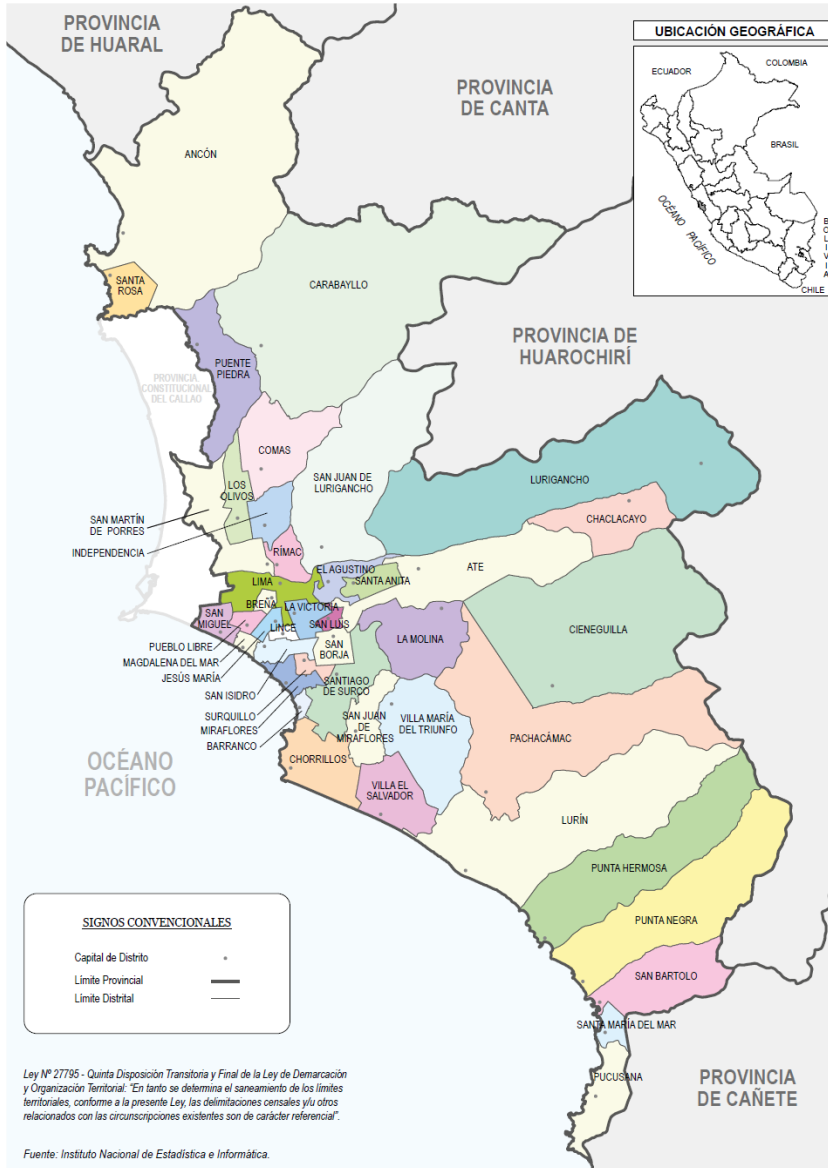 PROVINCIA
DE HUARAL
PROVINCIA
DE CANTA
UBICACIÓN GEOGRÁFICA
ECUADOR
COLOMBIA
BRASIL
OCÉANO PACÍFICO
BOLIVIA
CHILE
ANCÓN
SANTA
ROSA
CARABAYLLO
PROVINCIA DE
HUAROCHIRÍ
PUENTE
PIEDRA
PROVINCIA
CONSTITUCIONAL
DEL CALLAO
COMAS
SAN JUAN DE
LURIGANCHO
LURIGANCHO
LOS
OLIVOS
CHACLACAYO
SAN MARTÍN
DE PORRES
INDEPENDENCIA
RÍMAC
EL AGUSTINO
ATE
LIMA
SANTA ANITA
BREÑA
LA VICTORIA
SAN
MIGUEL
LINCE
SAN LUIS
CIENEGUILLA
LA MOLINA
SAN
BORJA
PUEBLO LIBRE
MAGDALENA DEL MAR
JESÚS MARÍA
SAN ISIDRO
SANTIAGO
DE SURCO
SURQUILLO
MIRAFLORES
BARRANCO
SAN JUAN
DE
MIRAFLORES
VILLA MARÍA
DEL TRIUNFO
PACHACÁMAC
OCÉANO
PACÍFICO
CHORRILLOS
VILLA EL
SALVADOR
LURÍN
PUNTA HERMOSA
PUNTA NEGRA
SAN BARTOLO
SANTA MARÍA DEL MAR
PUCUSANA
PROVINCIA
DE CAÑETE
SIGNOS CONVENCIONALES
Capital de Distrito
Límite Provincial
Límite Distrital
Ley Nº 27795 - Quinta Disposición Transitoria y Final de la Ley de Demarcación
y Organización Territorial: "En tanto se determina el saneamiento de los límites
territoriales, conforme a la presente Ley, las delimitaciones censales y/u otros
relacionados con las circunscripciones existentes son de carácter referencial".
Fuente: Instituto Nacional de Estadística e Informática.